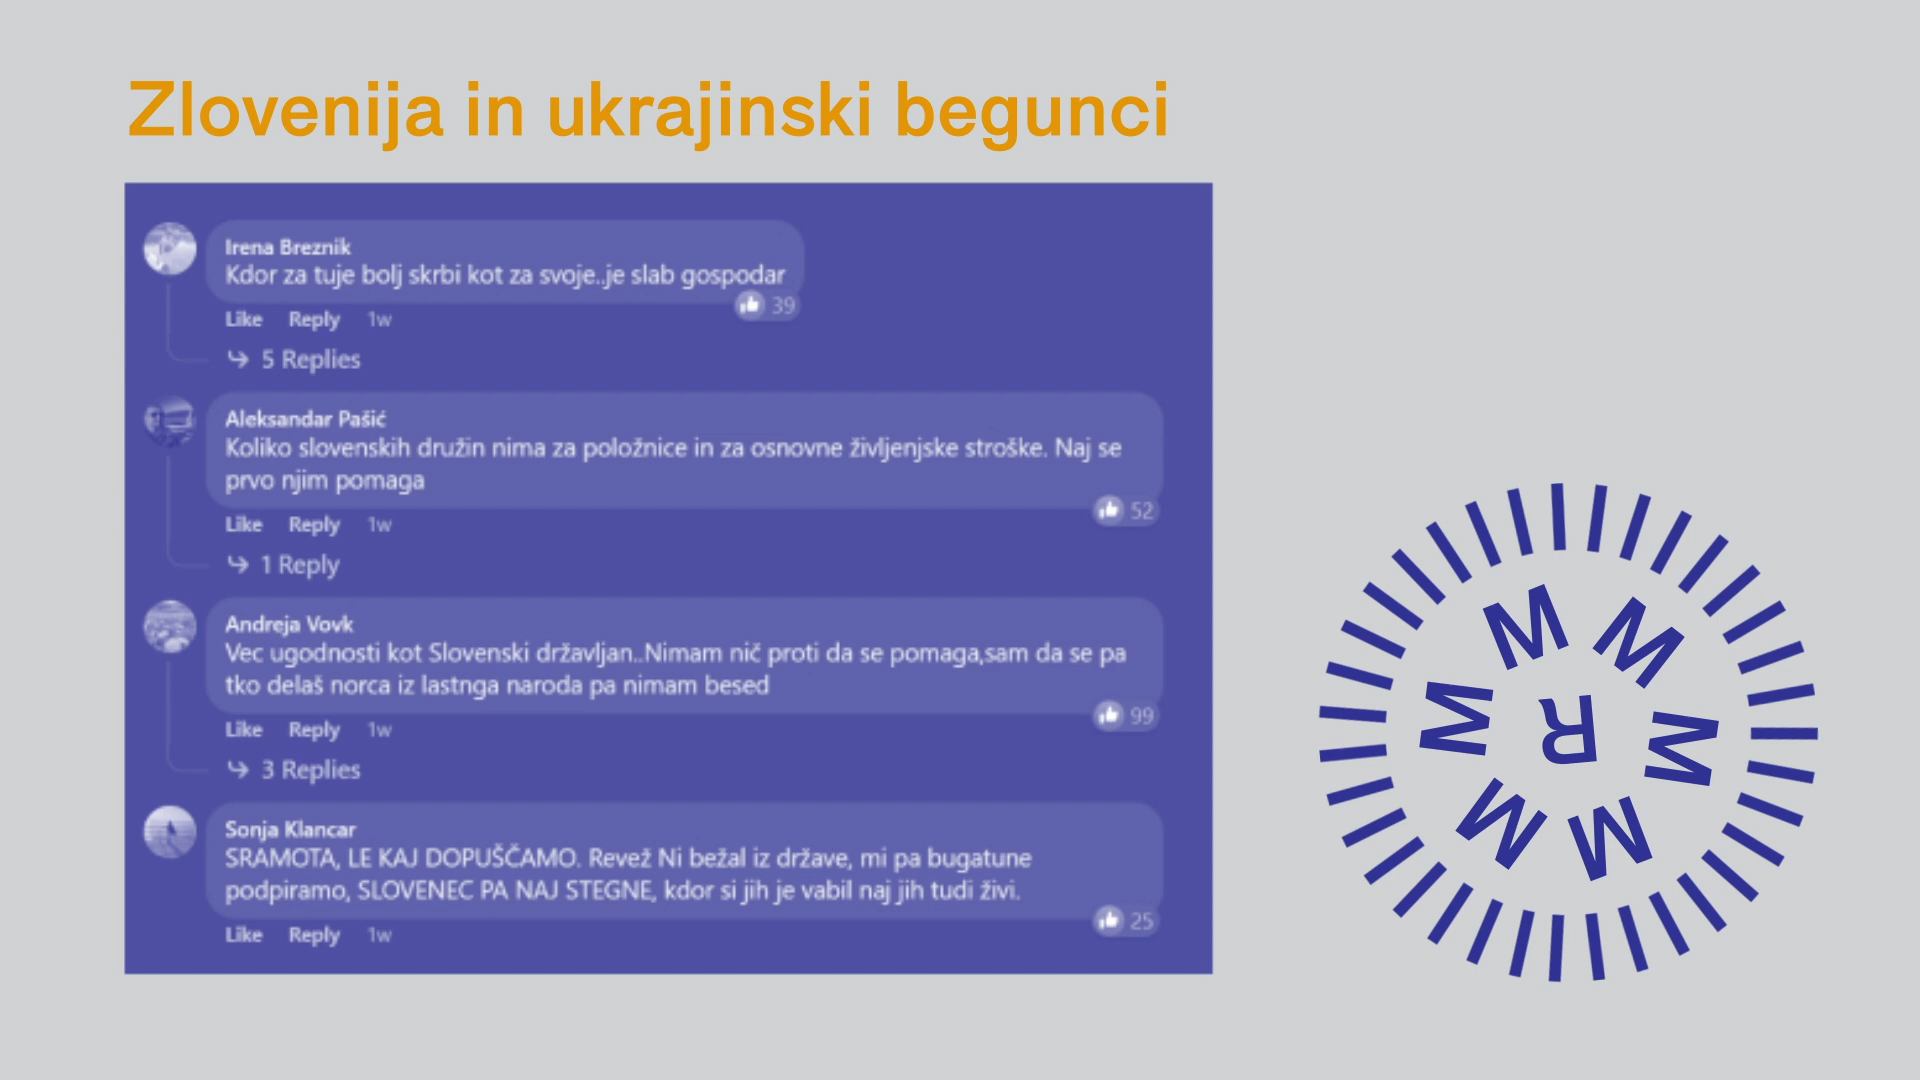 Zlovenija in ukrajinski begunci
Irena Breznik
Kdor za tuje bolj skrbi kot za svoje..je slab gospodar
39
Like Reply 1w
5 Replies
Aleksandar Pašić
Koliko slovenskih družin nima za položnice in za osnovne življenjske stroške. Naj se
prvo njim pomaga
52
Like Reply 1w
1 Reply
Andreja Vovk
Vec ugodnosti kot Slovenski državljan..Nimam nič proti da se pomaga,sam da se pa
tko delaš norca iz lastnga naroda pa nimam besed
99
Like Reply 1w
3 Replies
Sonja Klancar
SRAMOTA, LE KAJ DOPUŠČAMO. Revež Ni bežal iz države, mi pa bugatune
podpiramo, SLOVENEC PA NAJ STEGNE, kdor si jih je vabil naj jih tudi živi.
25
Like Reply 1w
M M M M M M
R